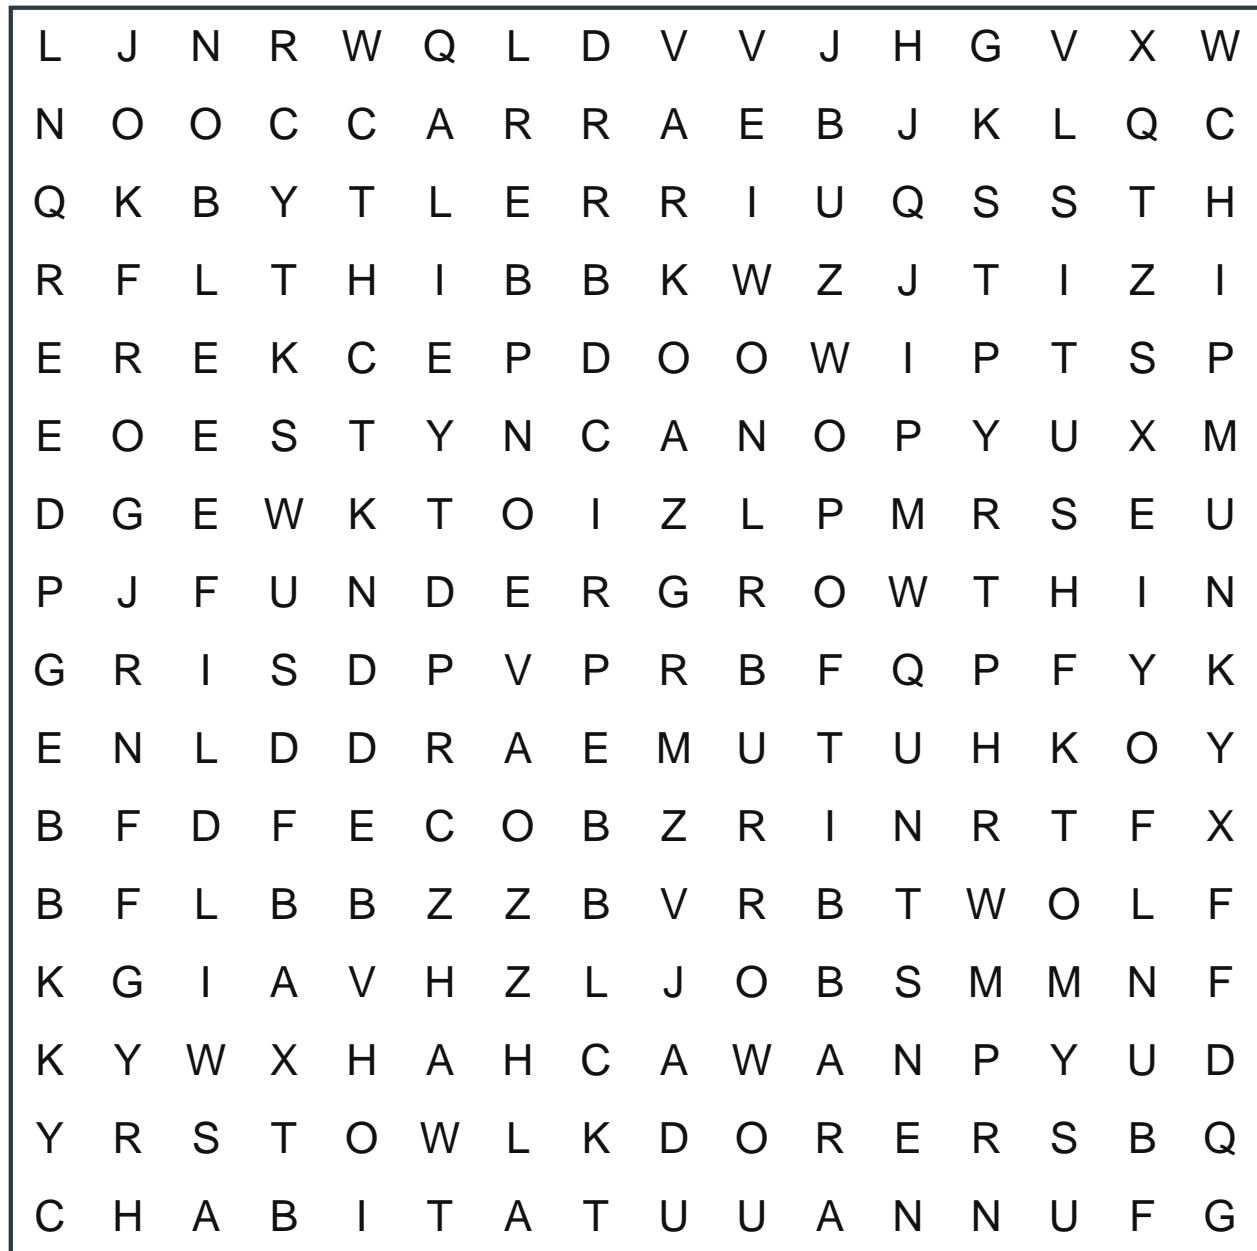 L J N R W Q L D V V J H G V X W
N O O C C A R R A E B J K L Q C
Q K B Y T L E R R I U Q S S T H
R F L T H I B B K W Z J T I Z I
E R E K C E P D O O W I P T S P
E O E S T Y N C A N O P Y U X M
D G E W K T O I Z L P M R S E U
P J F U N D E R G R O W T H I N
G R I S D P V P R B F Q P F Y K
E N L D D R A E M U T U H K O Y
B F D F E C O B Z R I N R T F X
B F L B B Z Z B V R B T W O L F
K G I A V H Z L J O B S M M N F
K Y W X H A H C A W A N P Y U D
Y R S T O W L K D O R E R S B Q
C H A B I T A T U U A N N U F G